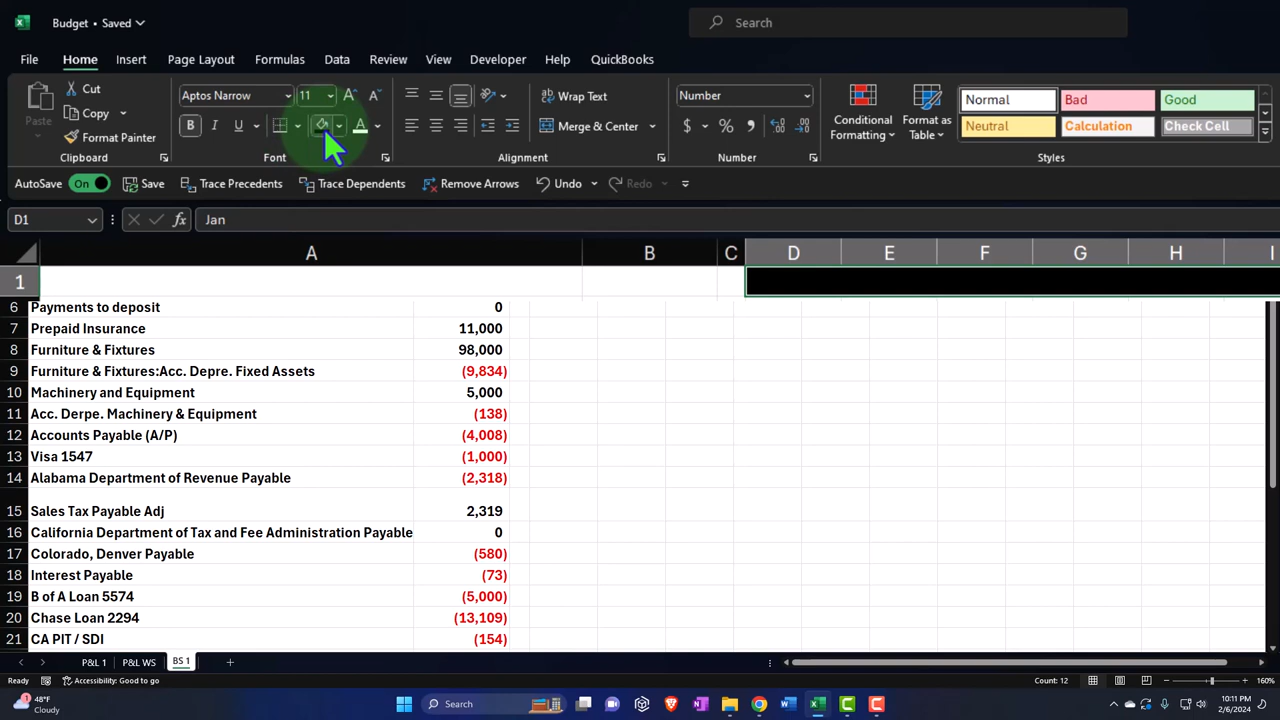 Budget • Saved
Search
File Home Insert Page Layout Formulas Data Review View Developer Help QuickBooks
Paste
Cut
Copy
Format Painter
Clipboard
Aptos Narrow 11
B I U
Font
Wrap Text
Merge & Center
Alignment
Number
$ % ,
Number
Conditional Formatting
Format as Table
Normal Bad Good
Neutral Calculation Check Cell
Styles
AutoSave On Save Trace Precedents Trace Dependents Remove Arrows Undo Redo
D1 fx Jan
A B C D E F G H I
1
6 Payments to deposit 0
7 Prepaid Insurance 11,000
8 Furniture & Fixtures 98,000
9 Furniture & Fixtures:Acc. Depre. Fixed Assets (9,834)
10 Machinery and Equipment 5,000
11 Acc. Derpe. Machinery & Equipment (138)
12 Accounts Payable (A/P) (4,008)
13 Visa 1547 (1,000)
14 Alabama Department of Revenue Payable (2,318)
15 Sales Tax Payable Adj 2,319
16 California Department of Tax and Fee Administration Payable 0
17 Colorado, Denver Payable (580)
18 Interest Payable (73)
19 B of A Loan 5574 (5,000)
20 Chase Loan 2294 (13,109)
21 CA PIT / SDI (154)
P&L 1 P&L WS BS 1
Ready Accessibility: Good to go Count: 12 160%
48°F
Cloudy
Search
10:11 PM
2/6/2024